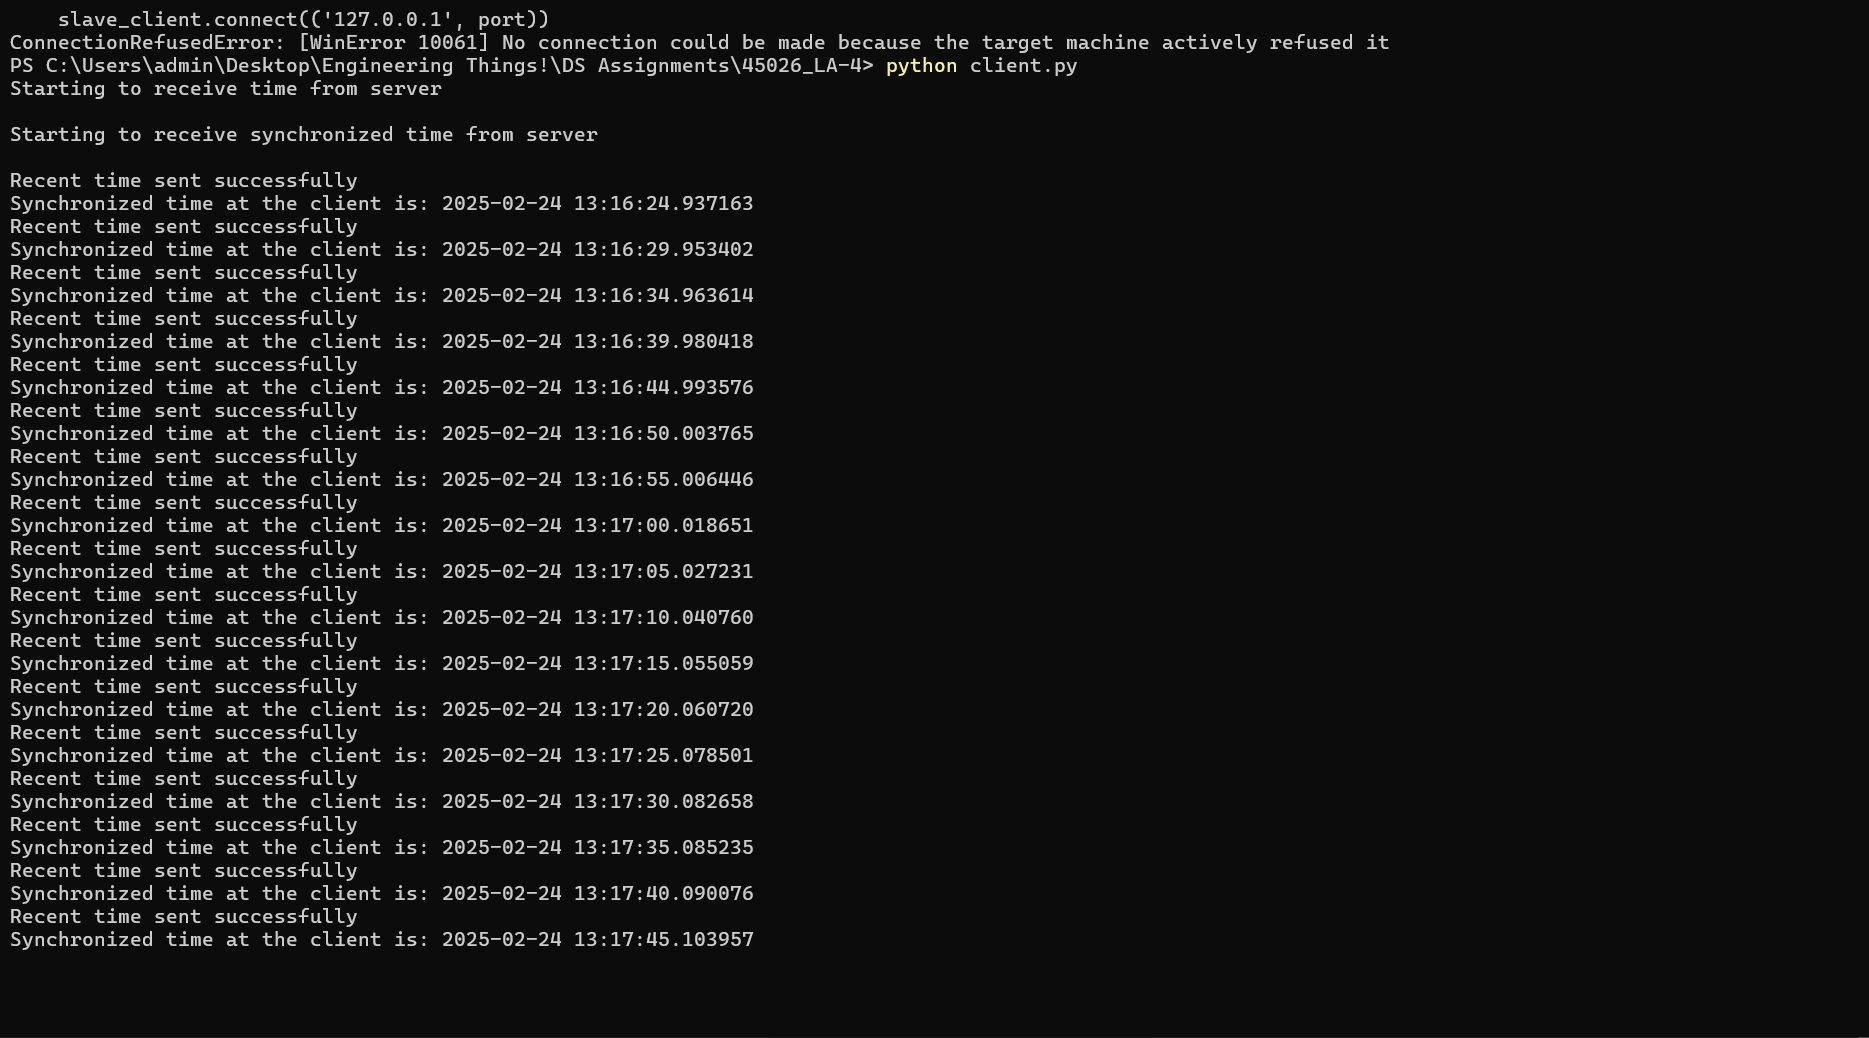 slave_client.connect(('127.0.0.1', port))
ConnectionRefusedError: [WinError 10061] No connection could be made because the target machine actively refused it
PS C:\Users\admin\Desktop\Engineering Things!\DS Assignments\45026_LA-4> python client.py
Starting to receive time from server
Starting to receive synchronized time from server
Recent time sent successfully
Synchronized time at the client is: 2025-02-24 13:16:24.937163
Recent time sent successfully
Synchronized time at the client is: 2025-02-24 13:16:29.953402
Recent time sent successfully
Synchronized time at the client is: 2025-02-24 13:16:34.963614
Recent time sent successfully
Synchronized time at the client is: 2025-02-24 13:16:39.980418
Recent time sent successfully
Synchronized time at the client is: 2025-02-24 13:16:44.993576
Recent time sent successfully
Synchronized time at the client is: 2025-02-24 13:16:50.003765
Recent time sent successfully
Synchronized time at the client is: 2025-02-24 13:16:55.006446
Recent time sent successfully
Synchronized time at the client is: 2025-02-24 13:17:00.018651
Recent time sent successfully
Synchronized time at the client is: 2025-02-24 13:17:05.027231
Recent time sent successfully
Synchronized time at the client is: 2025-02-24 13:17:10.040760
Recent time sent successfully
Synchronized time at the client is: 2025-02-24 13:17:15.055059
Recent time sent successfully
Synchronized time at the client is: 2025-02-24 13:17:20.060720
Recent time sent successfully
Synchronized time at the client is: 2025-02-24 13:17:25.078501
Recent time sent successfully
Synchronized time at the client is: 2025-02-24 13:17:30.082658
Recent time sent successfully
Synchronized time at the client is: 2025-02-24 13:17:35.085235
Recent time sent successfully
Synchronized time at the client is: 2025-02-24 13:17:40.090076
Recent time sent successfully
Synchronized time at the client is: 2025-02-24 13:17:45.103957